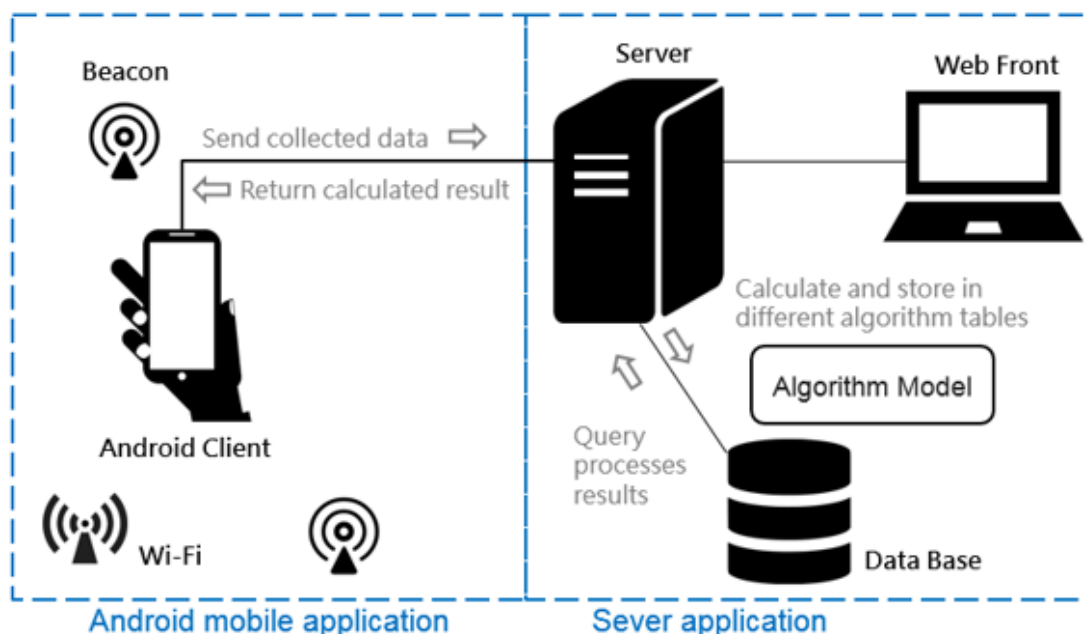 Beacon
Send collected data
Return calculated result
Android Client
Wi-Fi
Android mobile application
Server
Web Front
Calculate and store in
different algorithm tables
Algorithm Model
Query
processes
results
Data Base
Sever application